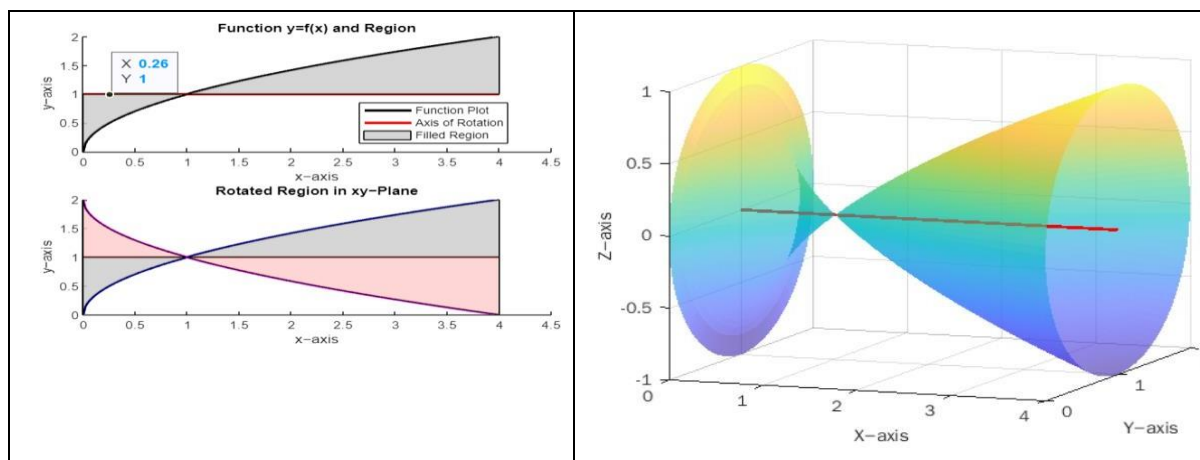 Function y=f(x) and Region
2
1.5
1
0.5
0
y-axis
X 0.26
Y 1
Function Plot
Axis of Rotation
Filled Region
0 0.5 1 1.5 2 2.5 3 3.5 4 4.5
x-axis
Rotated Region in xy-Plane
2
1.5
1
0.5
0
y-axis
0 0.5 1 1.5 2 2.5 3 3.5 4 4.5
x-axis
1
0.5
0
-0.5
-1
Z-axis
0 1 2 3 4
X-axis
0 1
Y-axis